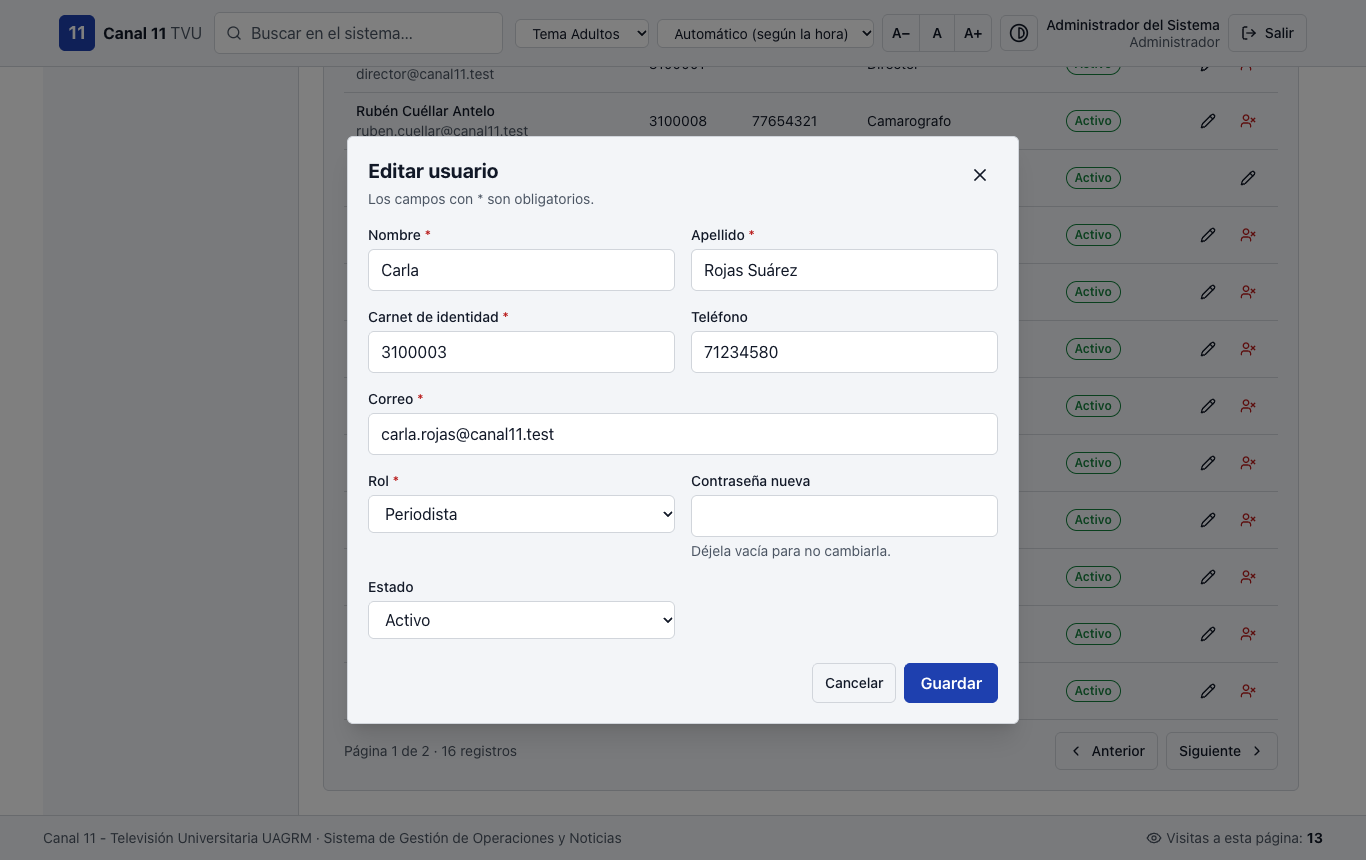 11 Canal 11 TVU Buscar en el sistema... Tema Adultos Automático (según la hora) A− A A+ Administrador del Sistema Salir
Administrador
director@canal11.test
Rubén Cuéllar Antelo
ruben.cuellar@canal11.test 3100008 77654321 Camarografo Activo
Editar usuario
Los campos con * son obligatorios.
Nombre * Apellido *
Carla Rojas Suárez
Carnet de identidad * Teléfono
3100003 71234580
Correo *
carla.rojas@canal11.test
Rol * Contraseña nueva
Periodista
Déjela vacía para no cambiarla.
Estado
Activo
Cancelar Guardar
Activo
Activo
Activo
Activo
Activo
Activo
Activo
Activo
Activo
Activo
Página 1 de 2 · 16 registros Anterior Siguiente
Canal 11 - Televisión Universitaria UAGRM · Sistema de Gestión de Operaciones y Noticias Visitas a esta página: 13